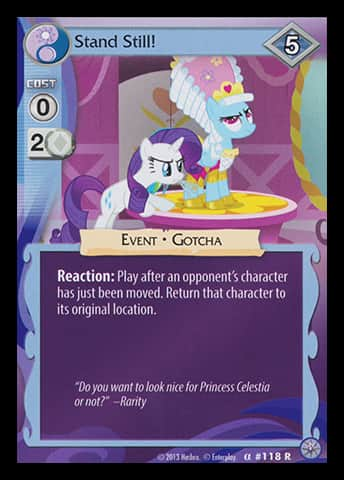 Stand Still!
5
COST
0
2
EVENT • GOTCHA
Reaction: Play after an opponent's character
has just been moved. Return that character to
its original location.
"Do you want to look nice for Princess Celestia
or not?" –Rarity
© 2013 Hasbro. © Enterplay α #118 R